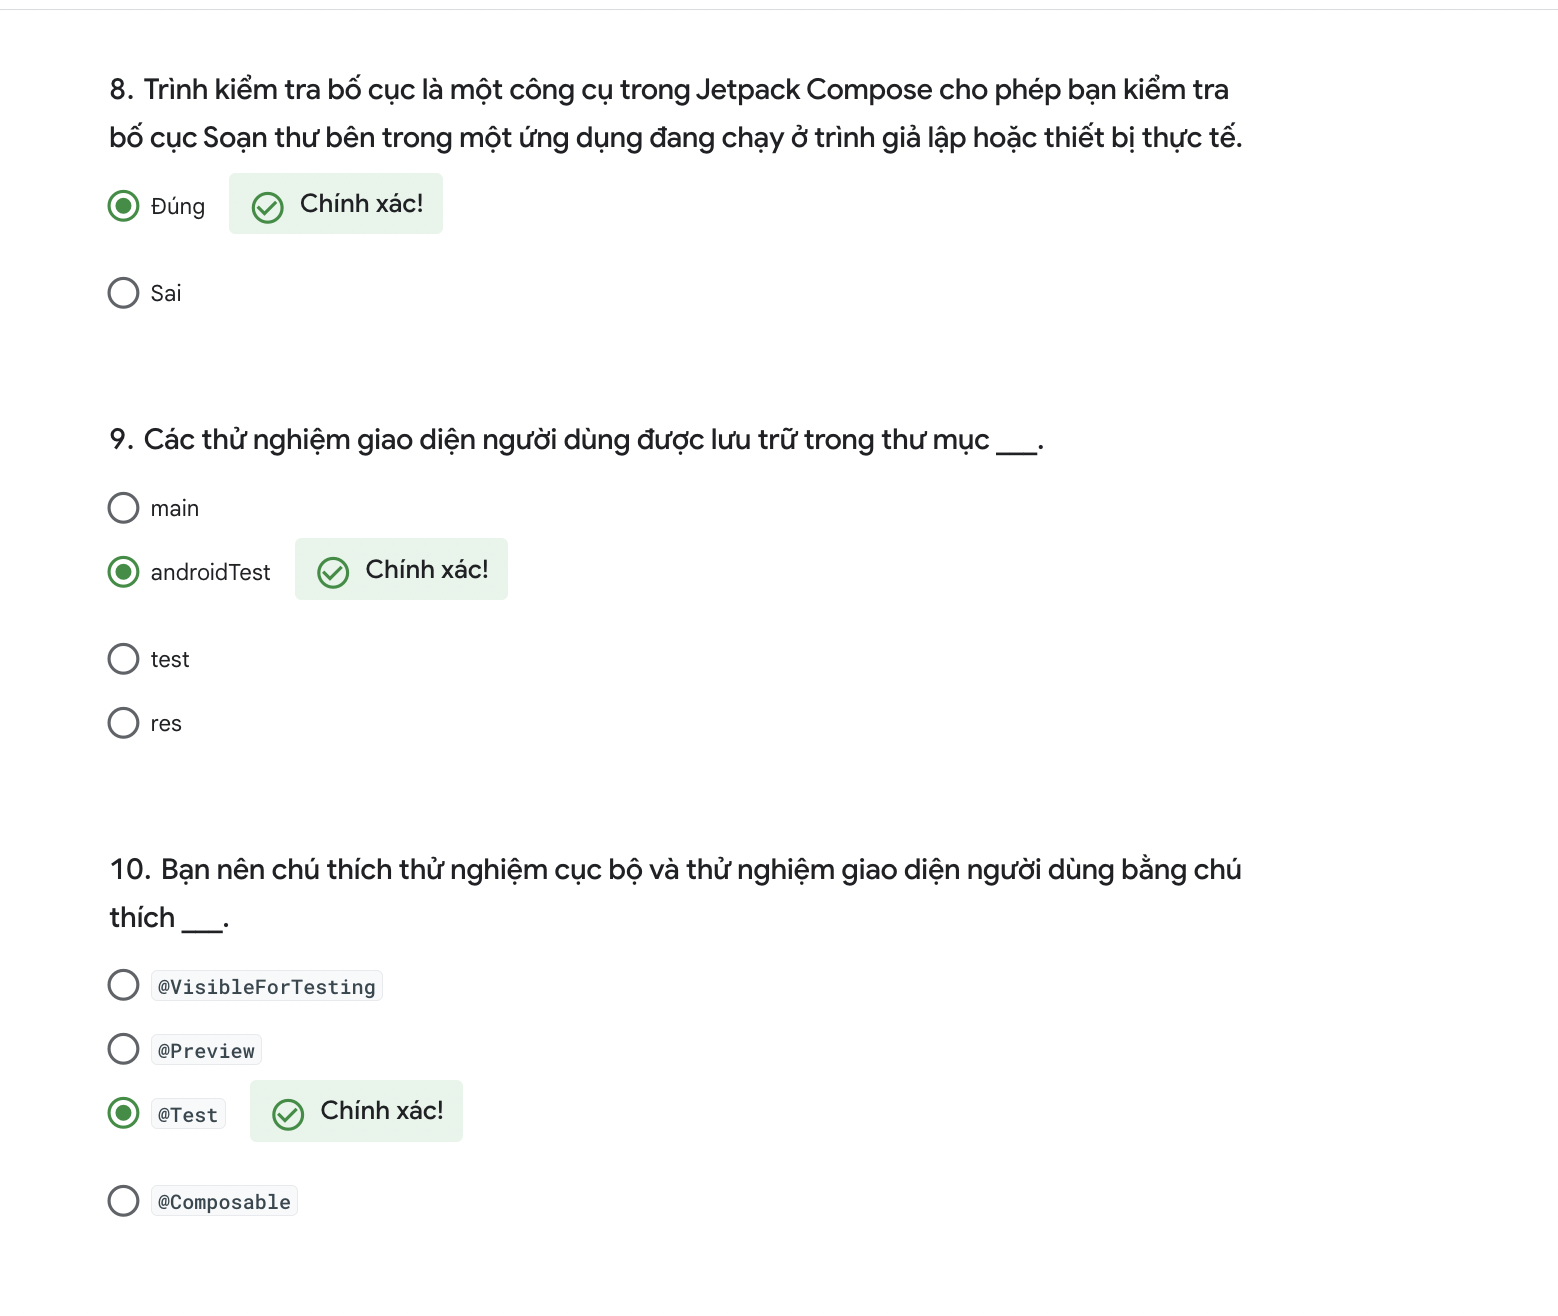 8. Trình kiểm tra bố cục là một công cụ trong Jetpack Compose cho phép bạn kiểm tra
bố cục Soạn thư bên trong một ứng dụng đang chạy ở trình giả lập hoặc thiết bị thực tế.
Đúng Chính xác!
Sai
9. Các thử nghiệm giao diện người dùng được lưu trữ trong thư mục ___.
main
androidTest Chính xác!
test
res
10. Bạn nên chú thích thử nghiệm cục bộ và thử nghiệm giao diện người dùng bằng chú
thích ___.
@VisibleForTesting
@Preview
@Test Chính xác!
@Composable